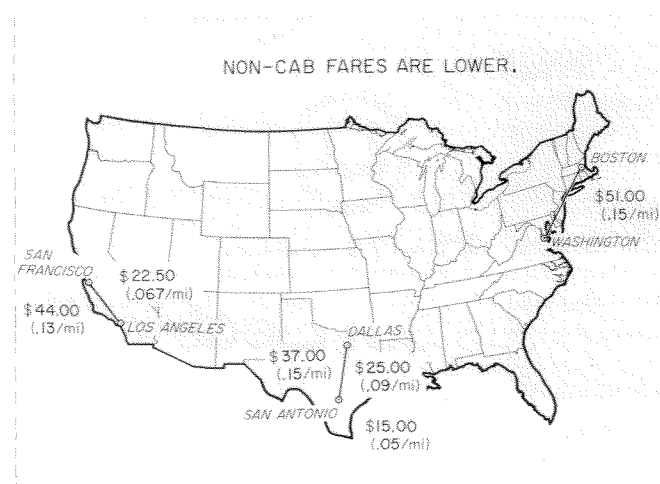 NON-CAB FARES ARE LOWER.
BOSTON
$51.00
(.15/mi)
WASHINGTON
SAN
FRANCISCO
$22.50
(.067/mi)
$44.00
(.13/mi)
LOS ANGELES
DALLAS
$37.00
(.15/mi)
$25.00
(.09/mi)
SAN ANTONIO
$15.00
(.05/mi)